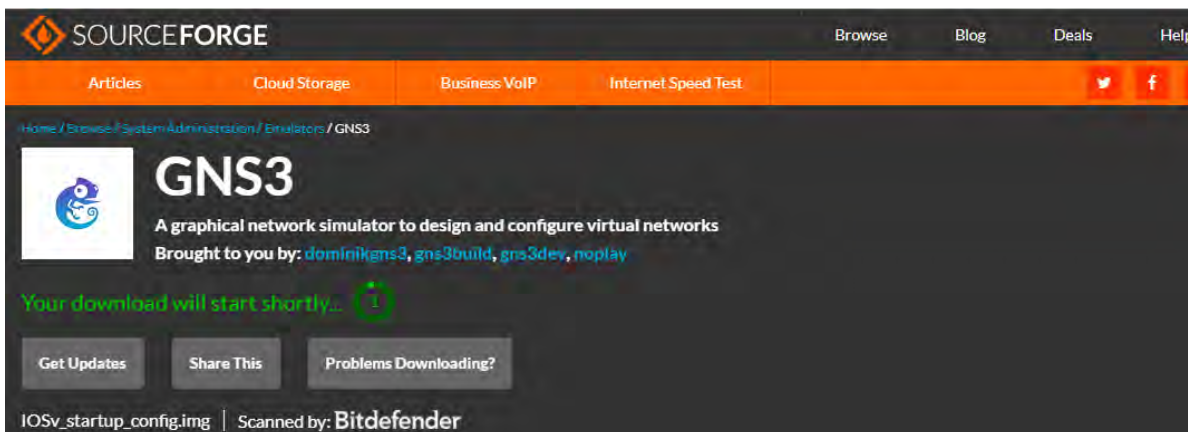 SOURCEFORGE
Browse Blog Deals Help
Articles Cloud Storage Business VoIP Internet Speed Test
Home / Browse / System Administration / Emulators / GNS3
GNS3
A graphical network simulator to design and configure virtual networks
Brought to you by: dominikgns3, gns3build, gns3dev, noplay
Your download will start shortly... 1
Get Updates Share This Problems Downloading?
IOSv_startup_config.img | Scanned by: Bitdefender